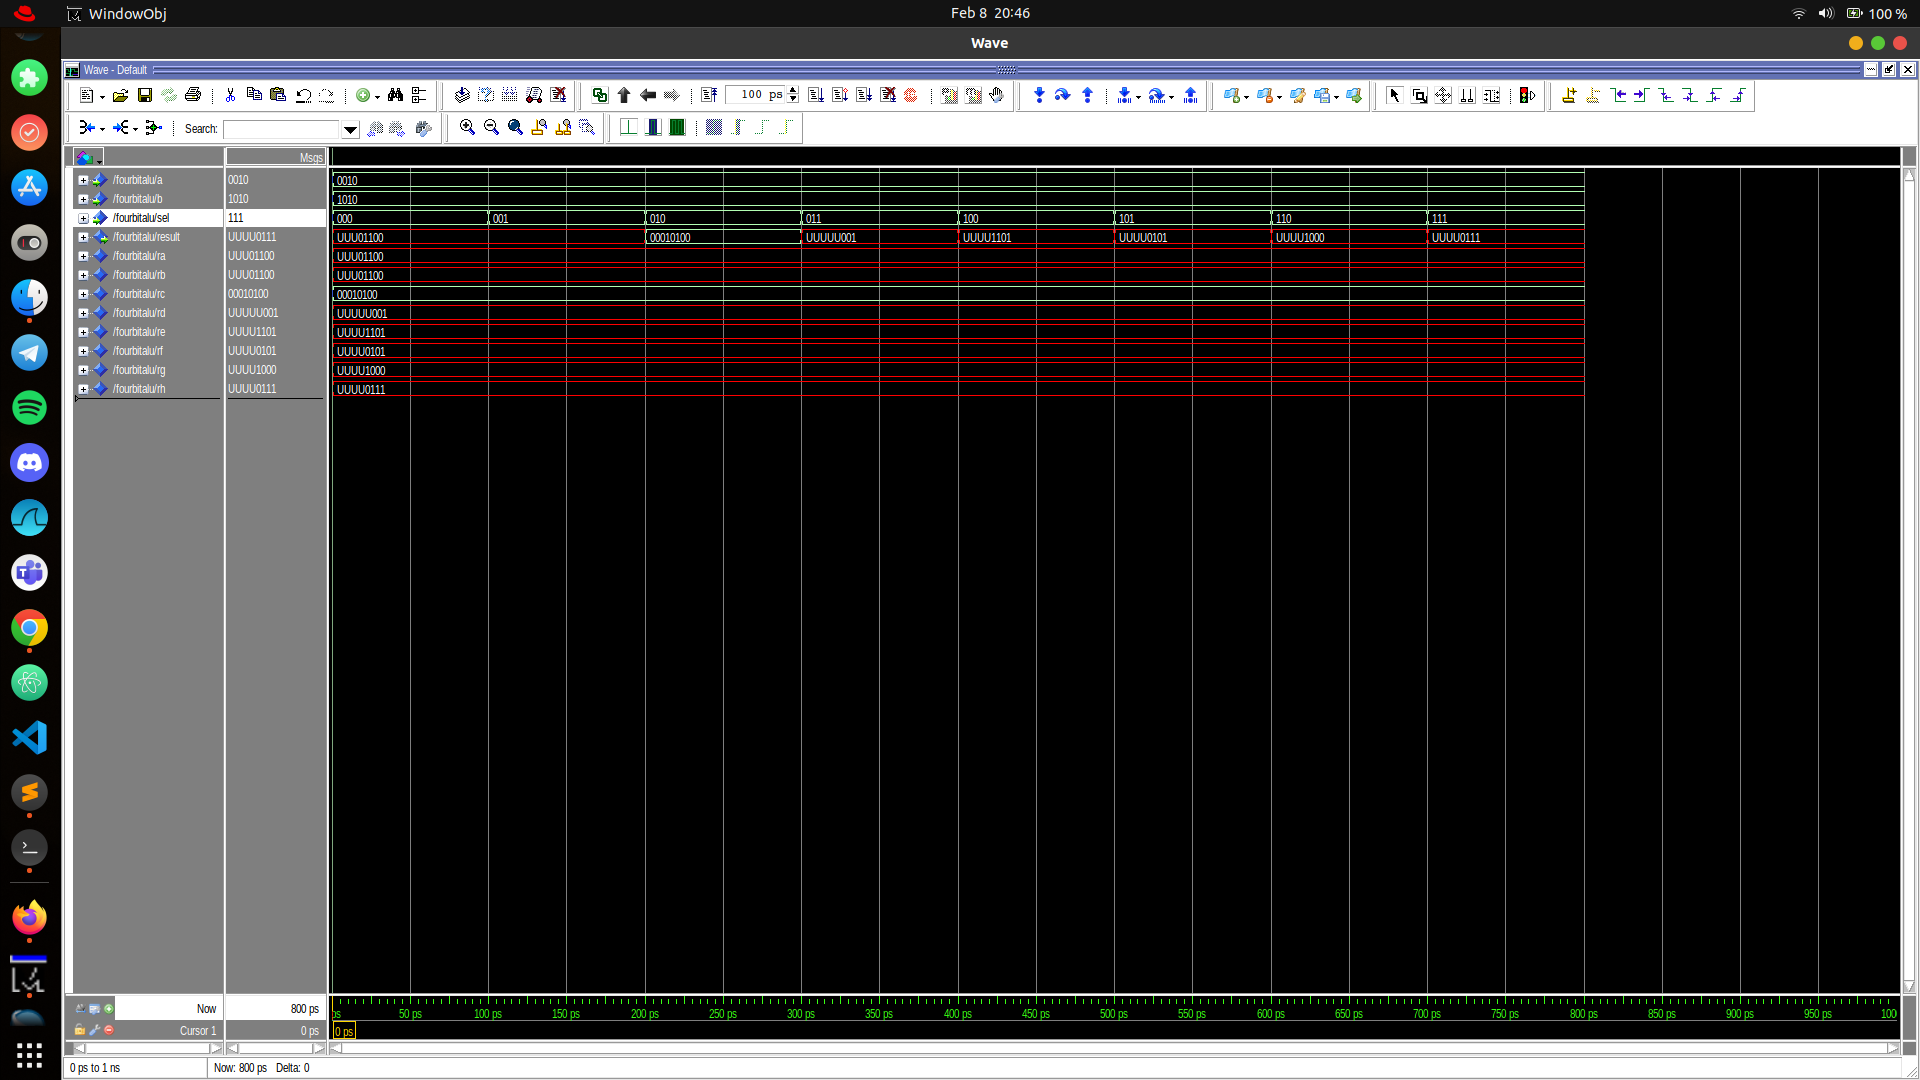 WindowObj
Feb 8 20:46
100 %
Wave
Wave - Default
100 ps
Search:
Msgs
/fourbitalu/a 0010 0010
/fourbitalu/b 1010 1010
/fourbitalu/sel 111 000 001 010 011 100 101 110 111
/fourbitalu/result UUUU0111 UUU01100 00010100 UUUUU001 UUUU1101 UUUU0101 UUUU1000 UUUU0111
/fourbitalu/ra UUU01100 UUU01100
/fourbitalu/rb UUU01100 UUU01100
/fourbitalu/rc 00010100 00010100
/fourbitalu/rd UUUUU001 UUUUU001
/fourbitalu/re UUUU1101 UUUU1101
/fourbitalu/rf UUUU0101 UUUU0101
/fourbitalu/rg UUUU1000 UUUU1000
/fourbitalu/rh UUUU0111 UUUU0111
Now 800 ps ps 50 ps 100 ps 150 ps 200 ps 250 ps 300 ps 350 ps 400 ps 450 ps 500 ps 550 ps 600 ps 650 ps 700 ps 750 ps 800 ps 850 ps 900 ps 950 ps 100
Cursor 1 0 ps 0 ps
0 ps to 1 ns Now: 800 ps Delta: 0